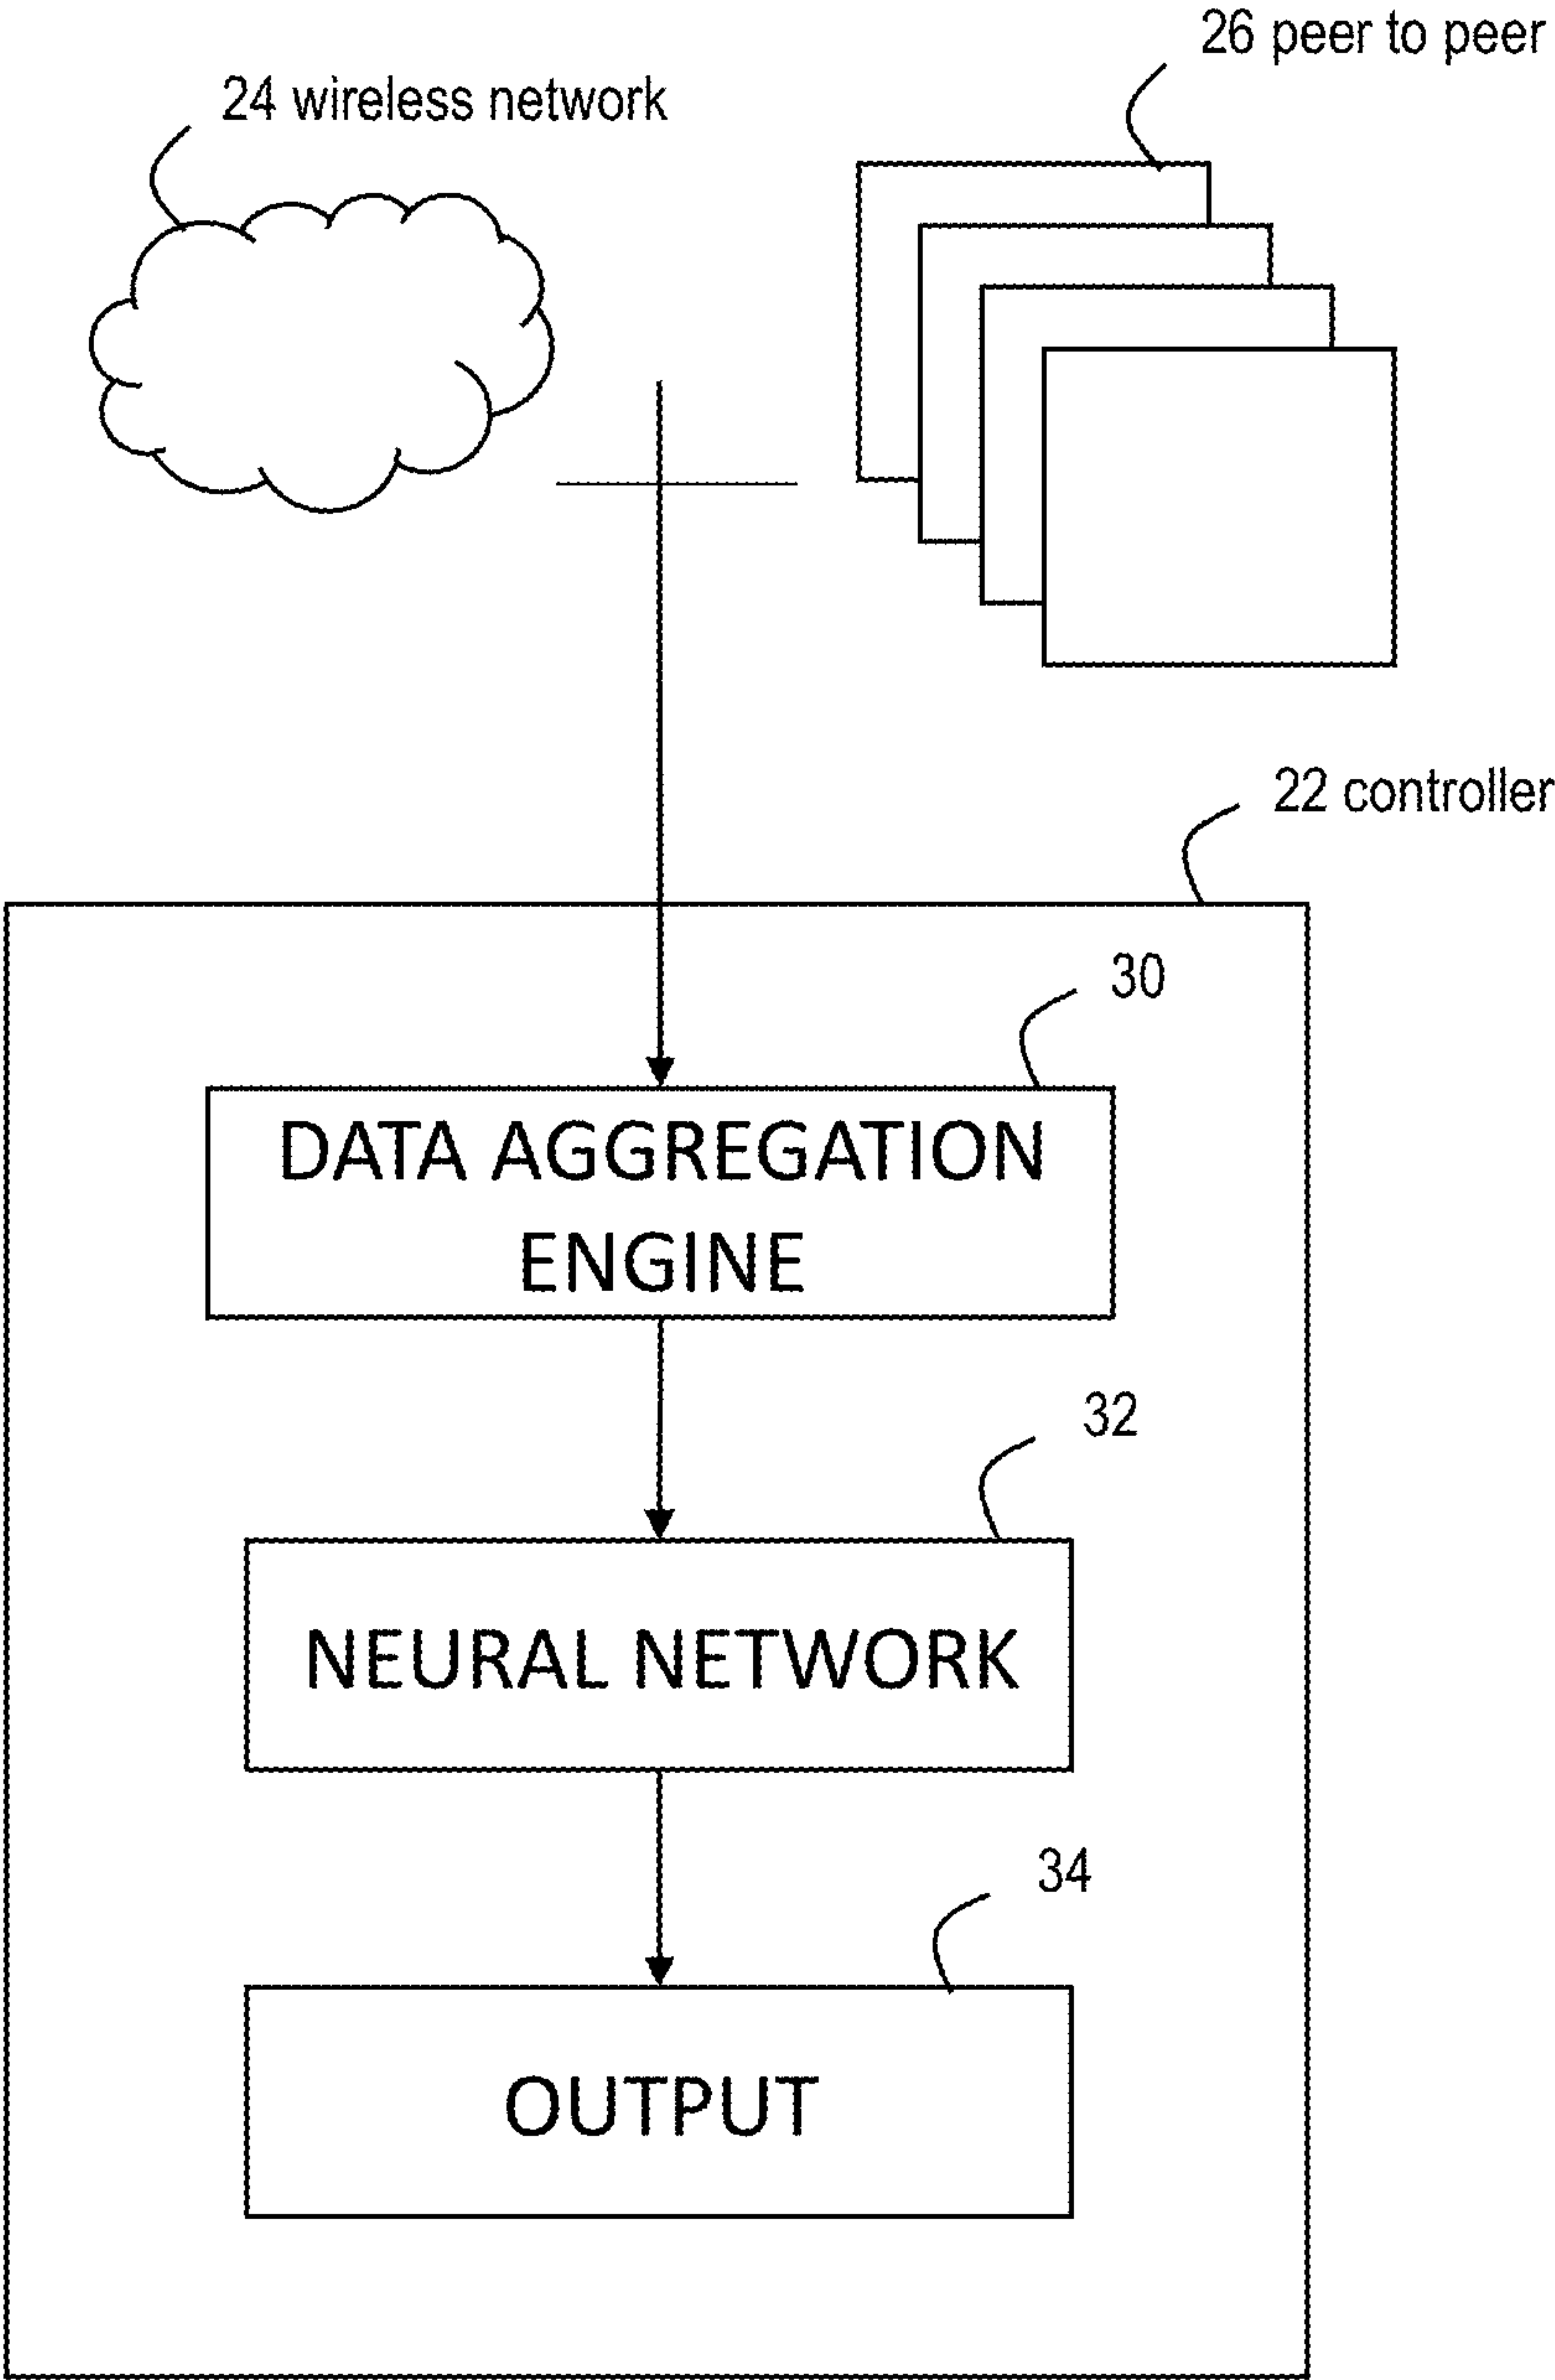 26 peer to peer
24 wireless network
22 controller
30
DATA AGGREGATION
ENGINE
32
NEURAL NETWORK
34
OUTPUT